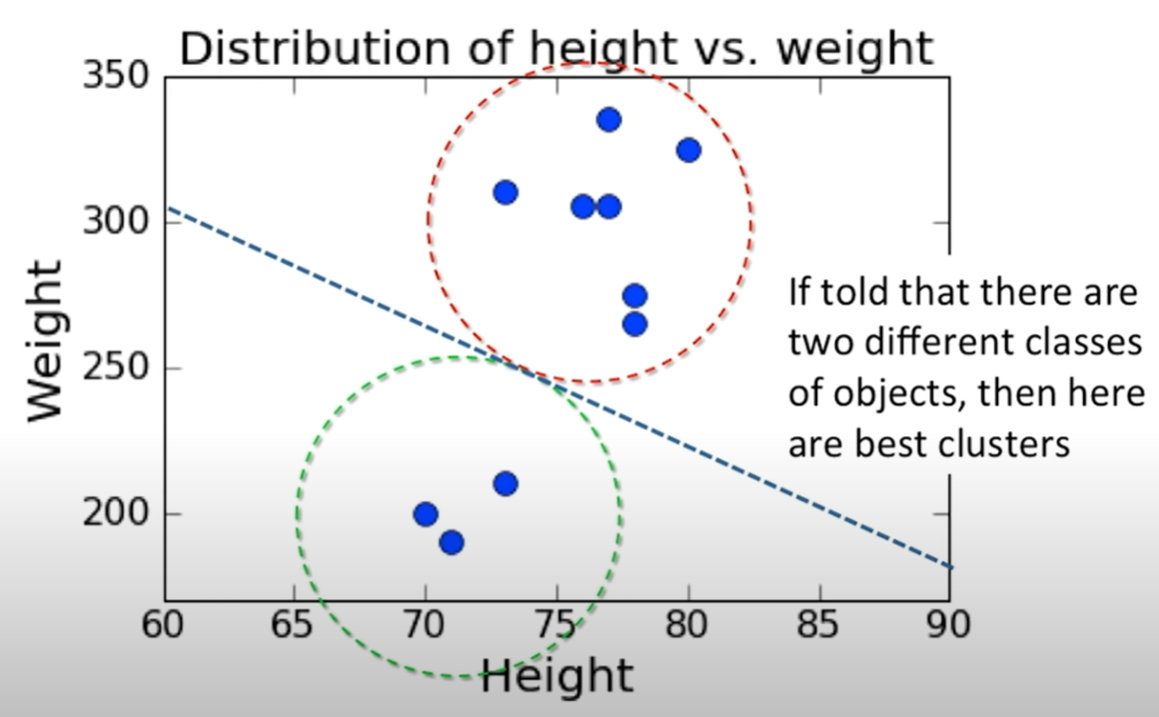 Distribution of height vs. weight
350
300
250
200
Weight
If told that there are
two different classes
of objects, then here
are best clusters
60 65 70 75 80 85 90
Height